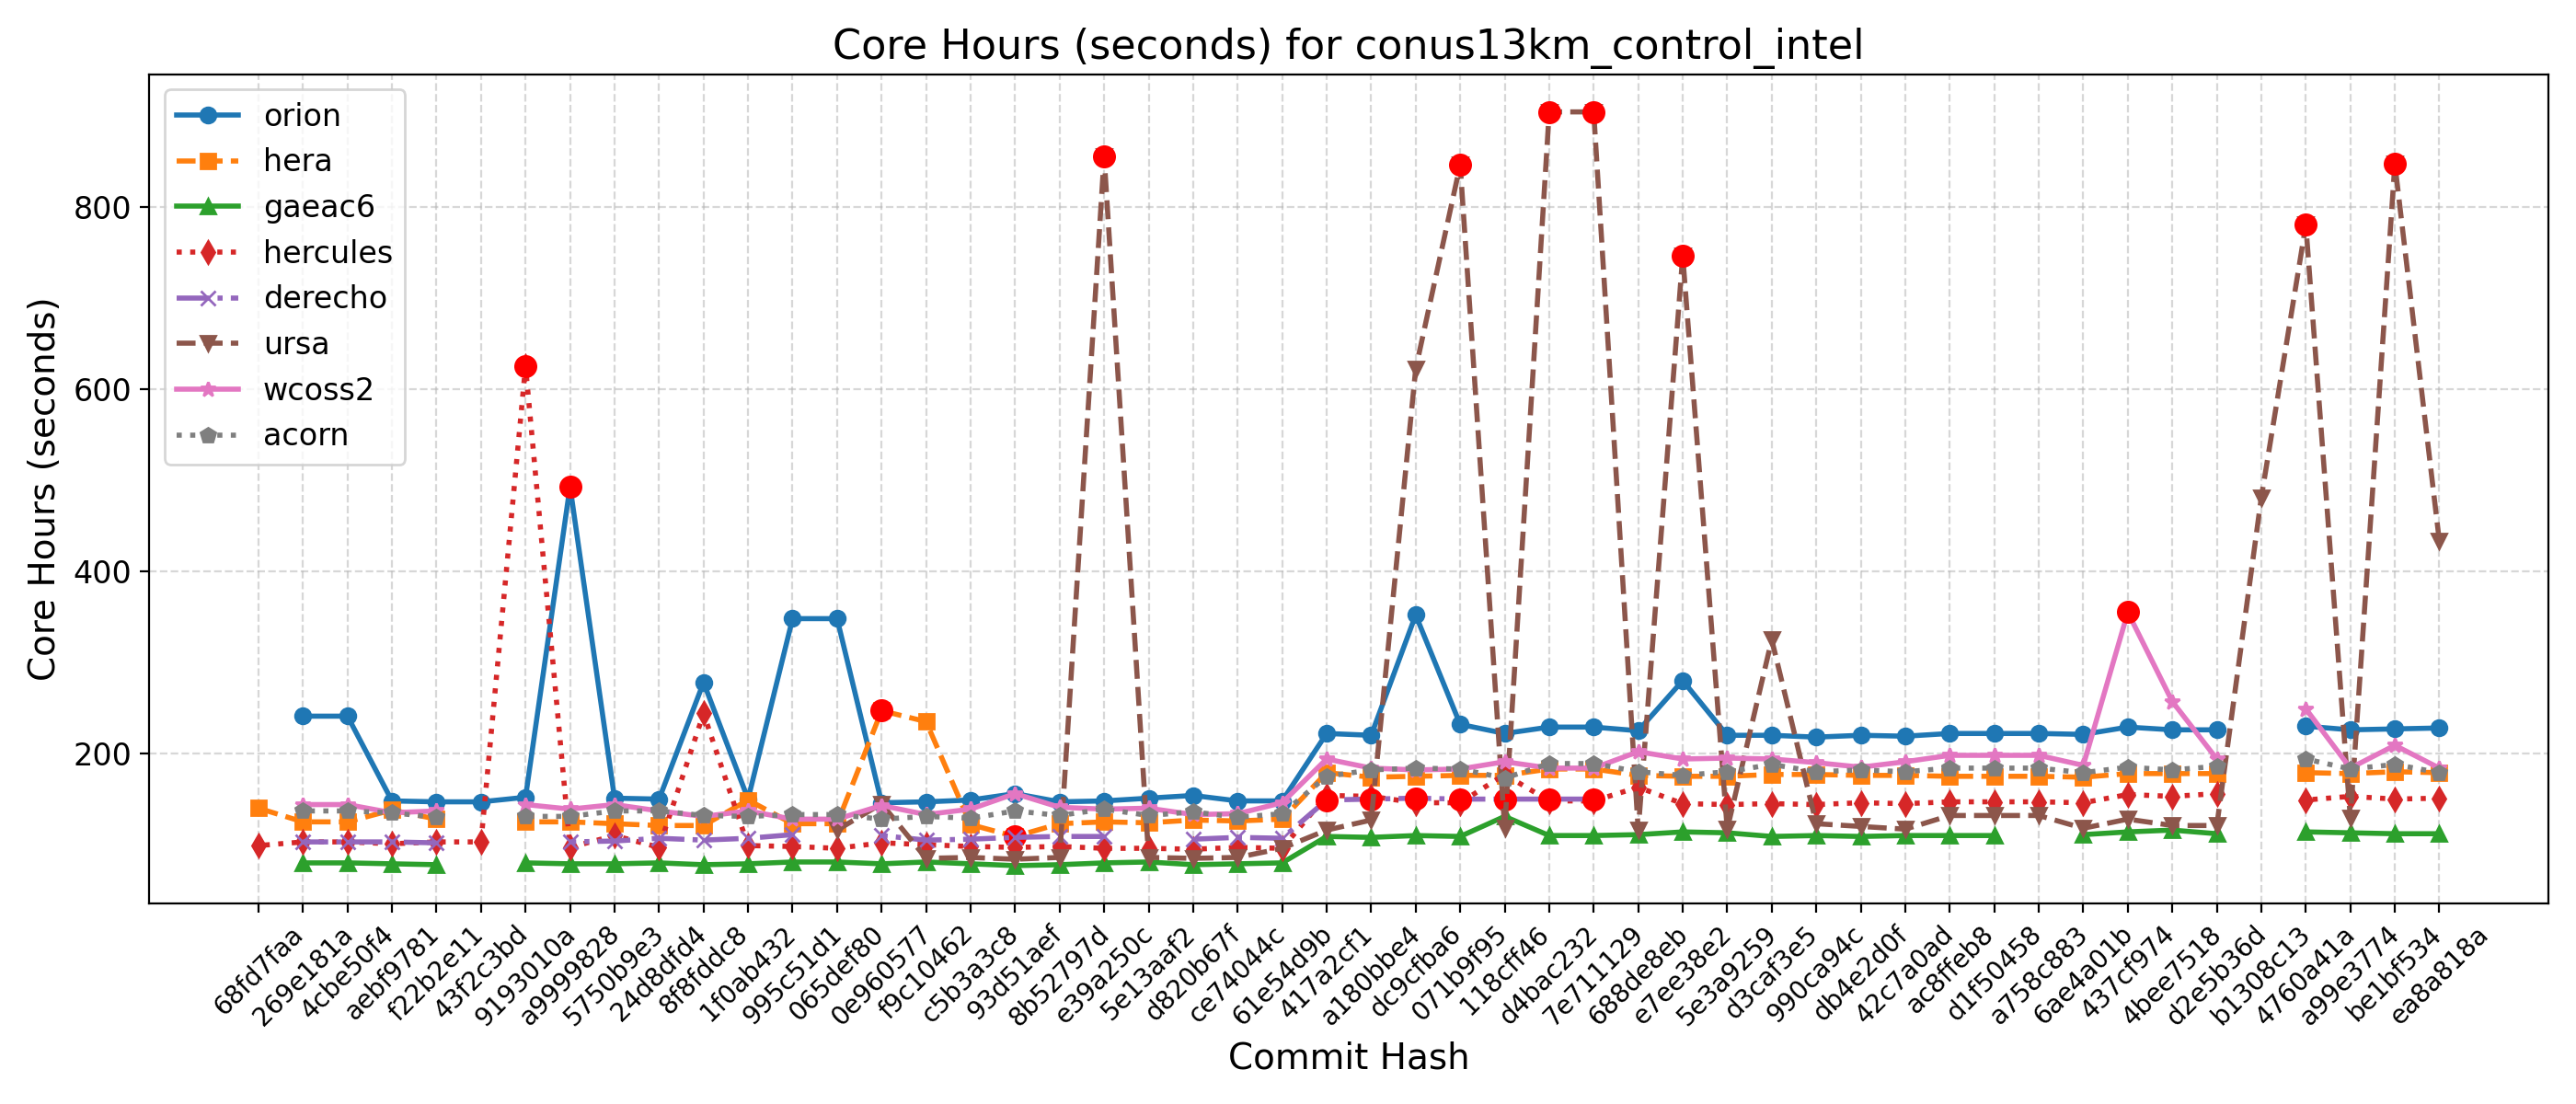 Core Hours (seconds) for conus13km_control_intel
orion
hera
gaeac6
hercules
derecho
ursa
wcoss2
acorn
Core Hours (seconds)
800
600
400
200
68fd7faa
269e181a
4cbe50f4
aebf9781
f22b2e11
43f2c3bd
9193010a
a9999828
5750b9e3
24d8dfd4
8f8fddc8
1f0ab432
995c51d1
065def80
0e960577
f9c10462
c5b3a3c8
93d51aef
8b52797d
e39a250c
5e13aaf2
d820b67f
ce74044c
61e54d9b
417a2cf1
a180bbe4
dc9cfba6
071b9f95
118cff46
d4bac232
7e711129
688de8eb
e7ee38e2
5e3a9259
d3caf3e5
990ca94c
db4e2d0f
42c7a0ad
ac8ffeb8
d1f50458
a758c883
6ae4a01b
437cf974
4bee7518
d2e5b36d
b1308c13
4760a41a
a99e3774
be1bf534
ea8a818a
Commit Hash